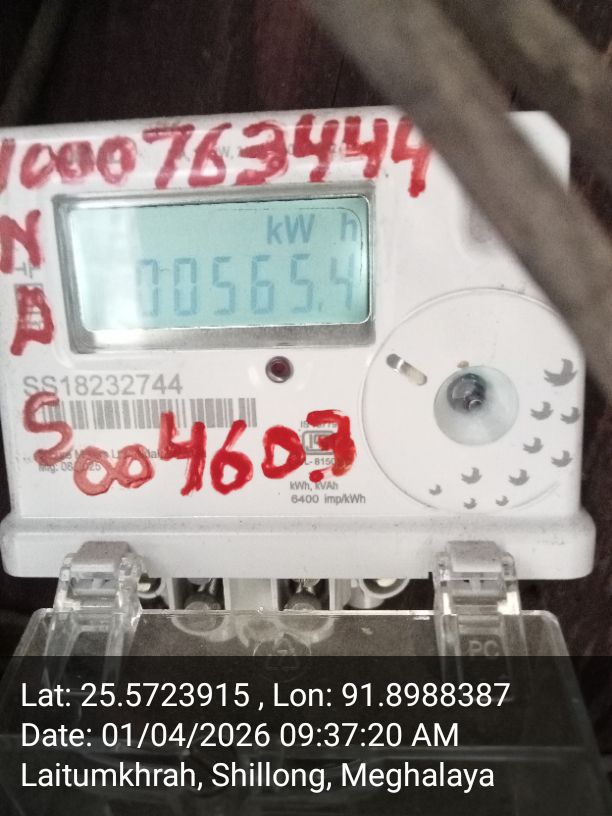 1000763444
N
B
kW h
00565.4
SS18232744
S
004603
kWh, kVAh
6400 imp/kWh
PC
Lat: 25.5723915 , Lon: 91.8988387
Date: 01/04/2026 09:37:20 AM
Laitumkhrah, Shillong, Meghalaya